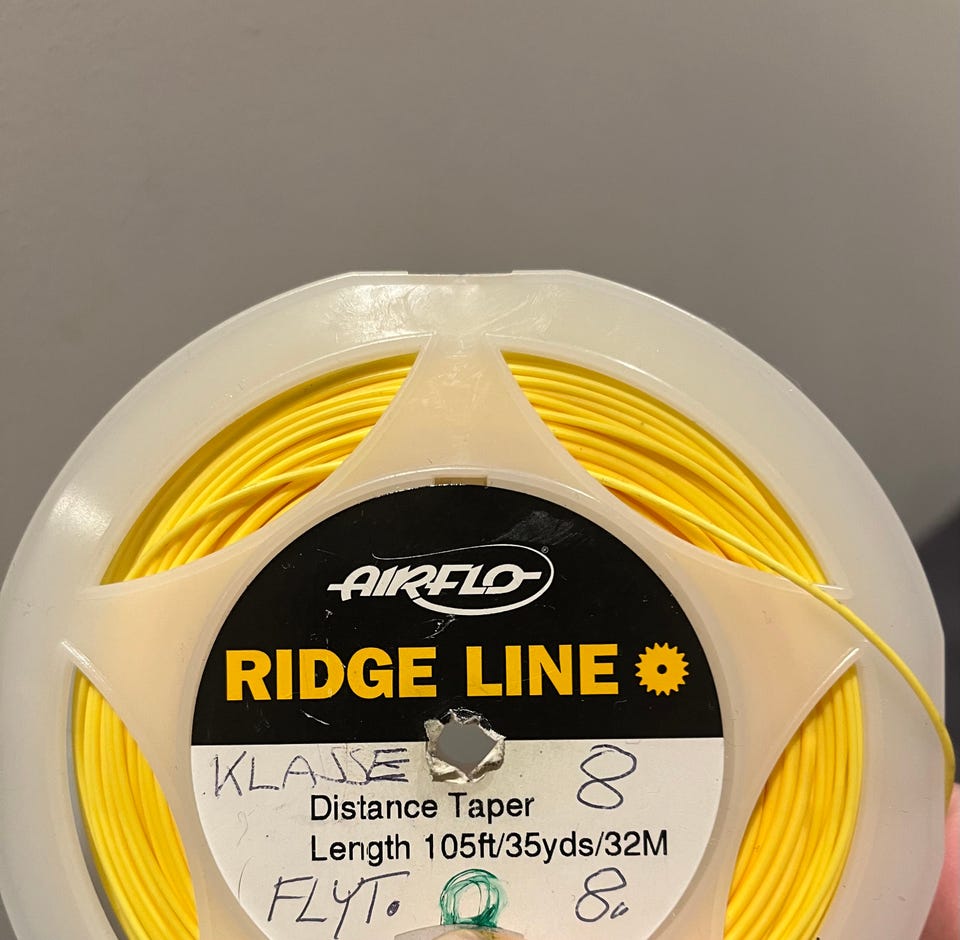 AIRFLO®
RIDGE LINE
KLASSE 8
Distance Taper
Length 105ft/35yds/32M
FLYT. 8.